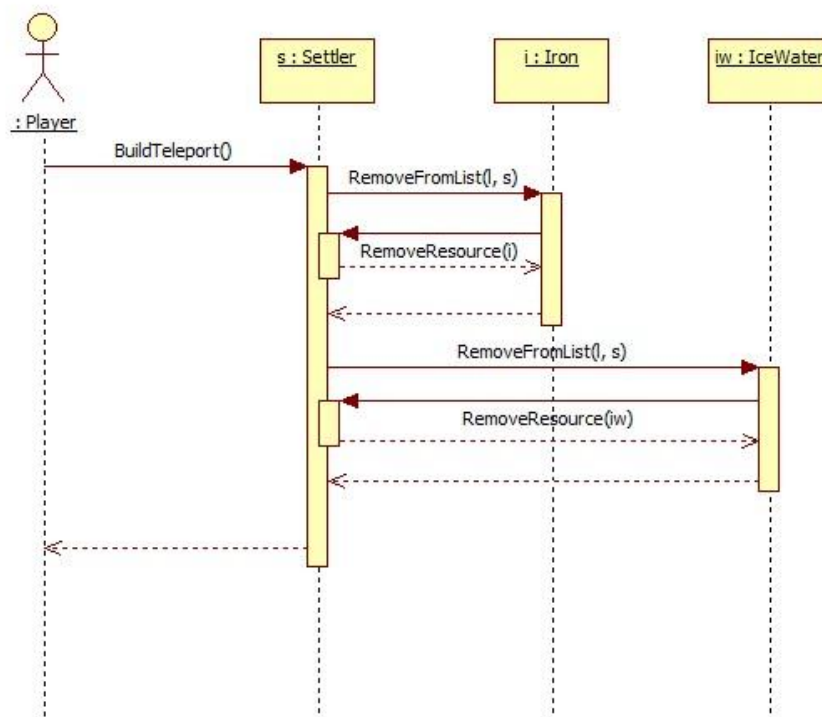 s : Settler
i : Iron
iw : IceWater
: Player
BuildTeleport()
RemoveFromList(l, s)
RemoveResource(i)
RemoveFromList(l, s)
RemoveResource(iw)